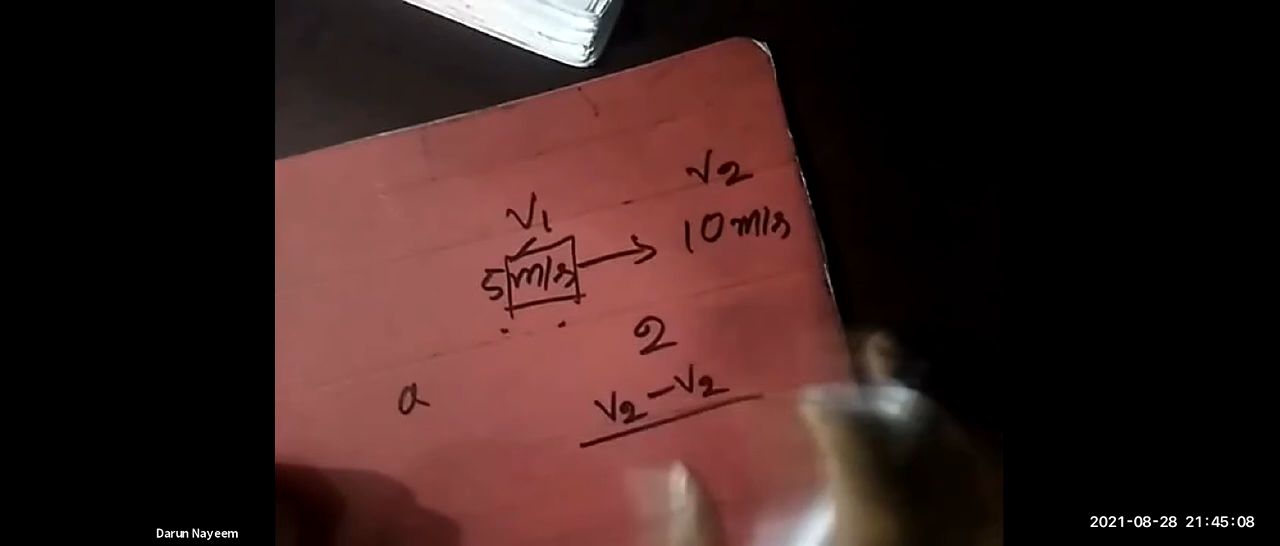 V2
V1
10 m/s
5 m/s
2
a
V2 - V2
Darun Nayeem
2021-08-28 21:45:08